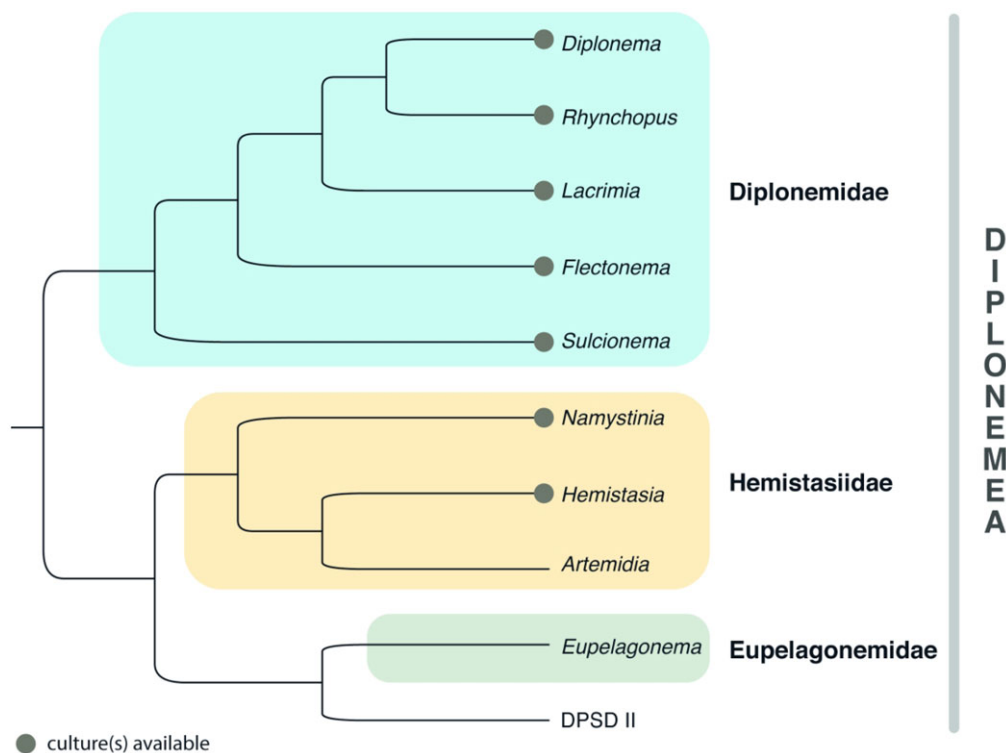 Diplonema
Rhynchopus
Lacrimia
Diplonemidae
Flectonema
Sulcionema
Namystinia
Hemistasia
Hemistasiidae
Artemidia
Eupelagonema
Eupelagonemidae
DPSD II
culture(s) available
DIPLONEMEA